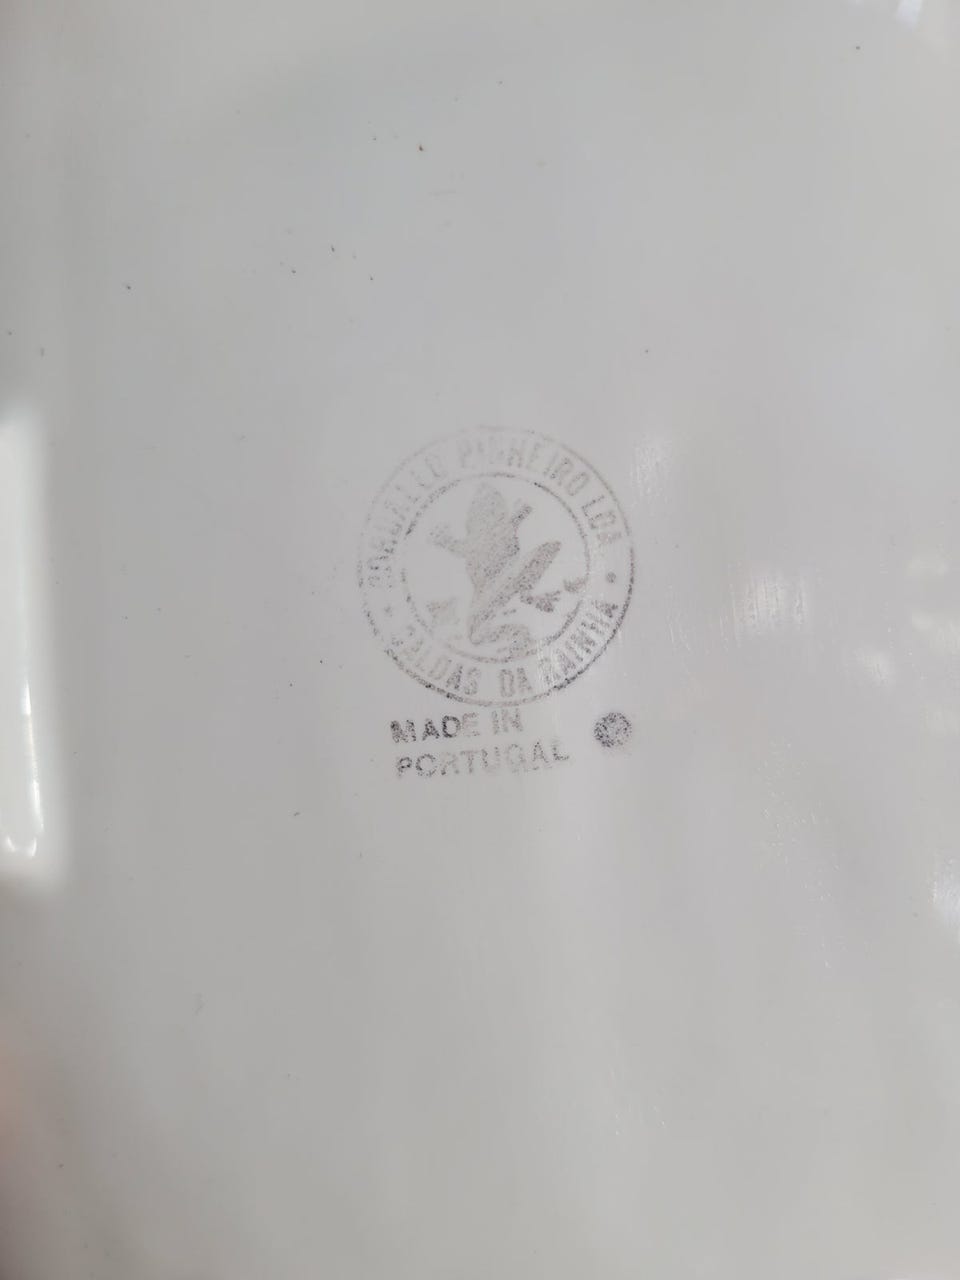 BORDALLO PINHEIRO LDA
CALDAS DA RAINHA
MADE IN
PORTUGAL